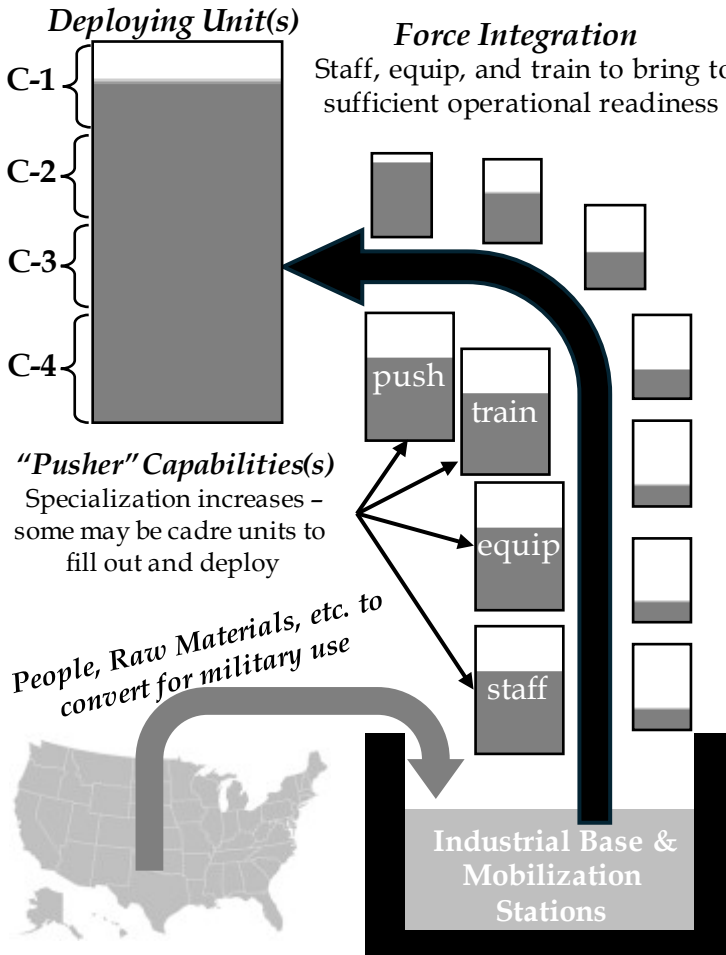 Deploying Unit(s)
C-1
C-2
C-3
C-4
Force Integration
Staff, equip, and train to bring to
sufficient operational readiness
push
train
equip
staff
“Pusher” Capabilities(s)
Specialization increases –
some may be cadre units to
fill out and deploy
People, Raw Materials, etc. to
convert for military use
Industrial Base &
Mobilization
Stations